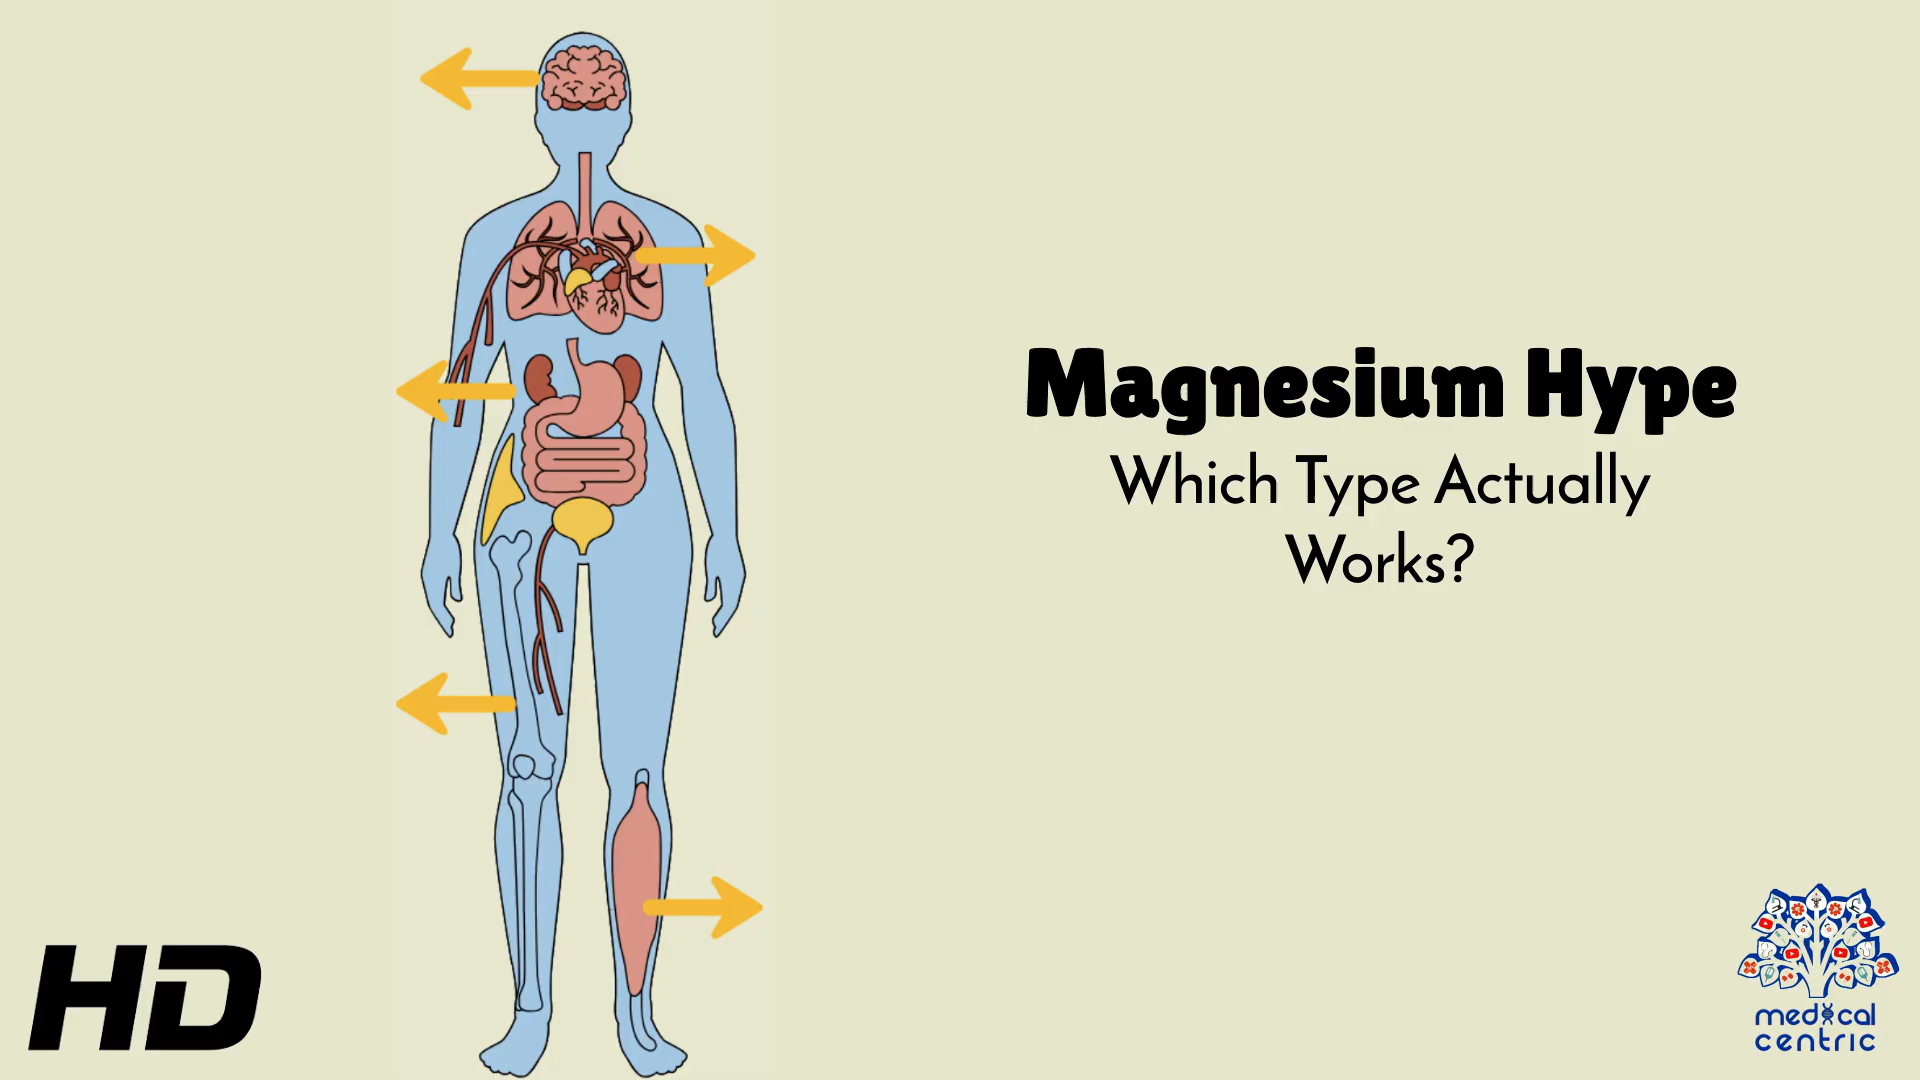 Magnesium Hype
Which Type Actually
Works?
HD
medical
centric